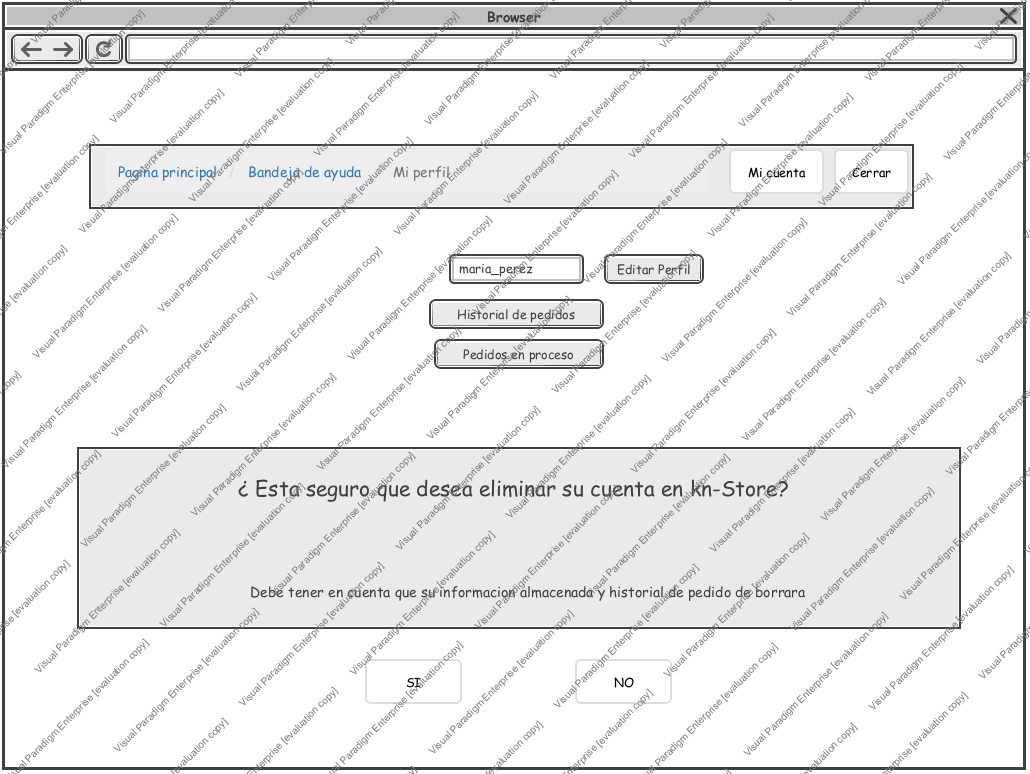 Browser
Pagina principal / Bandeja de ayuda Mi perfil Mi cuenta Cerrar
maria_perez Editar Perfil
Historial de pedidos
Pedidos en proceso
¿ Esta seguro que desea eliminar su cuenta en kn-Store?
Debe tener en cuenta que su informacion almacenada y historial de pedido de borrara
SI NO
Visual Paradigm Enterprise [evaluation copy]